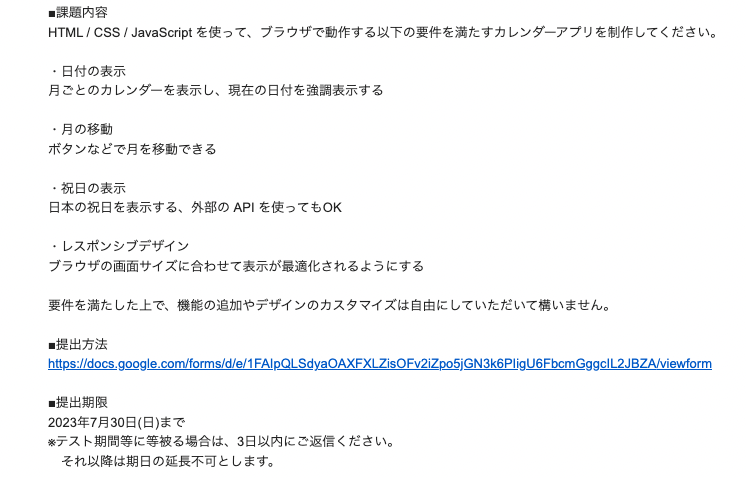 ■課題内容
HTML / CSS / JavaScript を使って、ブラウザで動作する以下の要件を満たすカレンダーアプリを制作してください。
・日付の表示
月ごとのカレンダーを表示し、現在の日付を強調表示する
・月の移動
ボタンなどで月を移動できる
・祝日の表示
日本の祝日を表示する、外部の API を使ってもOK
・レスポンシブデザイン
ブラウザの画面サイズに合わせて表示が最適化されるようにする
要件を満たした上で、機能の追加やデザインのカスタマイズは自由にしていただいて構いません。
■提出方法
https://docs.google.com/forms/d/e/1FAIpQLSdyaOAXFXLZisOFv2iZpo5jGN3k6PIigU6FbcmGggcIL2JBZA/viewform
■提出期限
2023年7月30日(日)まで
※テスト期間等に等被る場合は、3日以内にご返信ください。
それ以降は期日の延長不可とします。